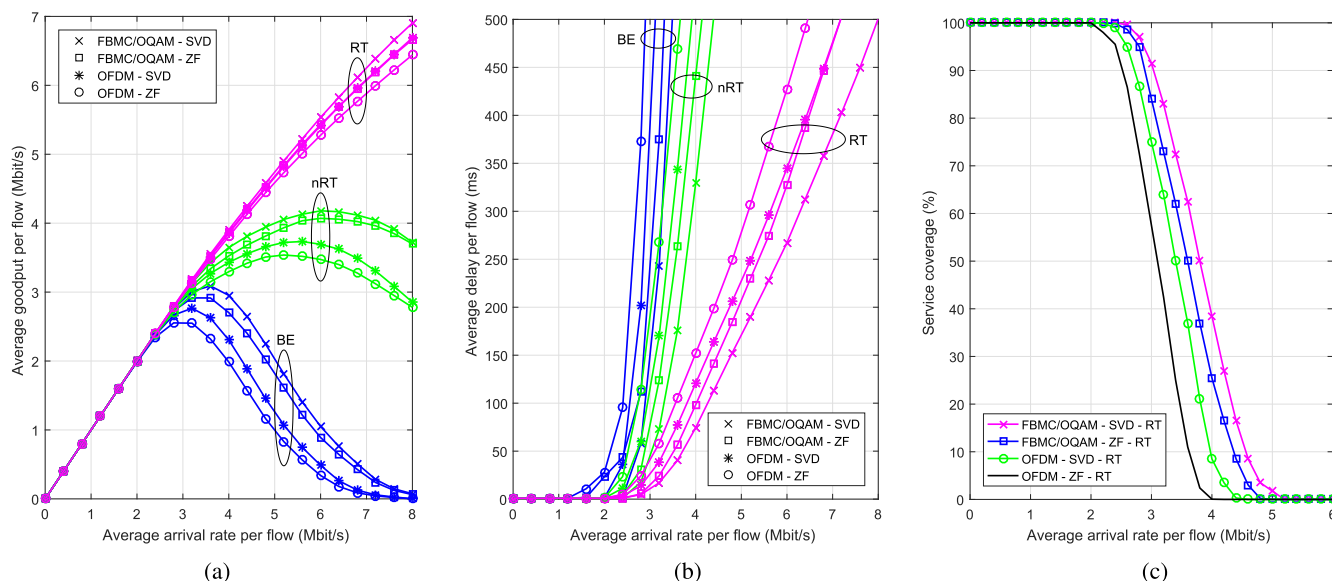 7
6
5
4
3
2
1
0
0 1 2 3 4 5 6 7 8
Average goodput per flow (Mbit/s)
Average arrival rate per flow (Mbit/s)
FBMC/OQAM - SVD
FBMC/OQAM - ZF
OFDM - SVD
OFDM - ZF
RT
nRT
BE
(a)
500
450
400
350
300
250
200
150
100
50
0
0 1 2 3 4 5 6 7 8
Average delay per flow (ms)
Average arrival rate per flow (Mbit/s)
BE
nRT
RT
FBMC/OQAM - SVD
FBMC/OQAM - ZF
OFDM - SVD
OFDM - ZF
(b)
100
90
80
70
60
50
40
30
20
10
0
0 1 2 3 4 5 6
Service coverage (%)
Average arrival rate per flow (Mbit/s)
FBMC/OQAM - SVD - RT
FBMC/OQAM - ZF - RT
OFDM - SVD - RT
OFDM - ZF - RT
(c)